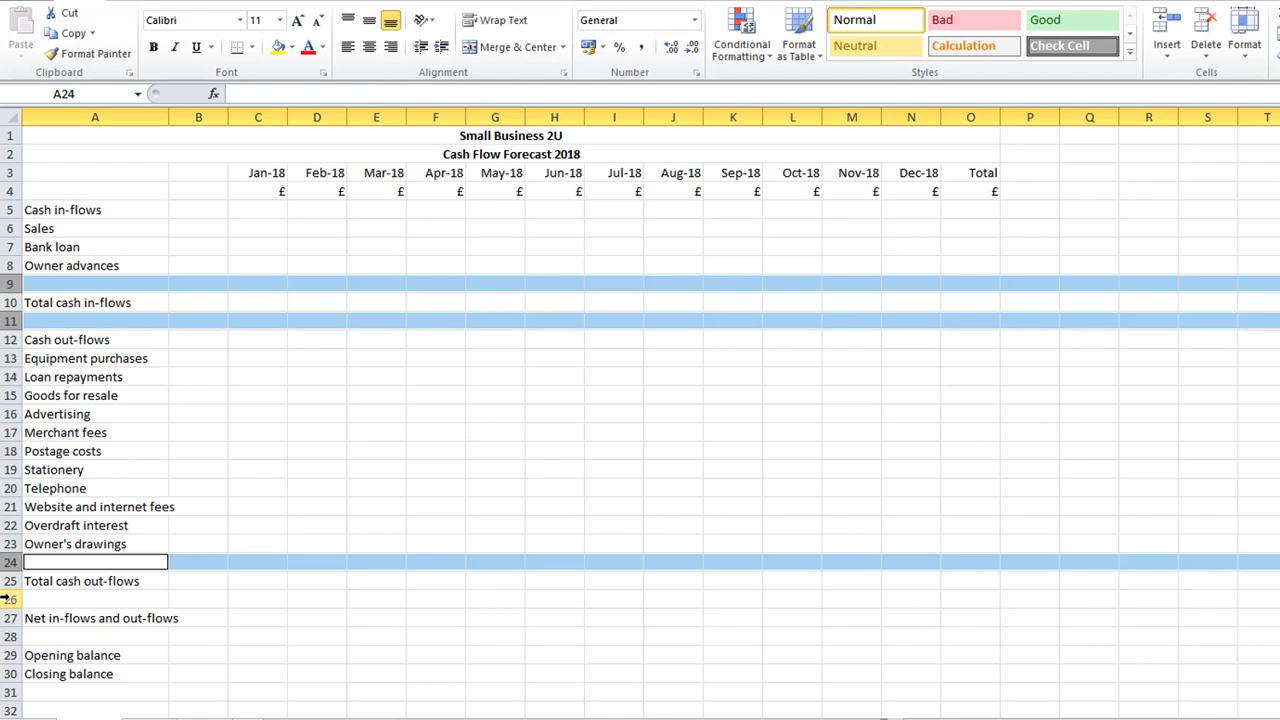 Cut
Copy
Format Painter
Paste
Clipboard
Calibri 11
B I U
Font
Wrap Text
Merge & Center
Alignment
General
% ,
Number
Conditional Formatting
Format as Table
Normal Bad Good
Neutral Calculation Check Cell
Styles
Insert Delete Format
Cells
A24 fx
A B C D E F G H I J K L M N O P Q R S T
1 Small Business 2U
2 Cash Flow Forecast 2018
3 Jan-18 Feb-18 Mar-18 Apr-18 May-18 Jun-18 Jul-18 Aug-18 Sep-18 Oct-18 Nov-18 Dec-18 Total
4 £ £ £ £ £ £ £ £ £ £ £ £ £
5 Cash in-flows
6 Sales
7 Bank loan
8 Owner advances
9
10 Total cash in-flows
11
12 Cash out-flows
13 Equipment purchases
14 Loan repayments
15 Goods for resale
16 Advertising
17 Merchant fees
18 Postage costs
19 Stationery
20 Telephone
21 Website and internet fees
22 Overdraft interest
23 Owner's drawings
24
25 Total cash out-flows
26
27 Net in-flows and out-flows
28
29 Opening balance
30 Closing balance
31
32